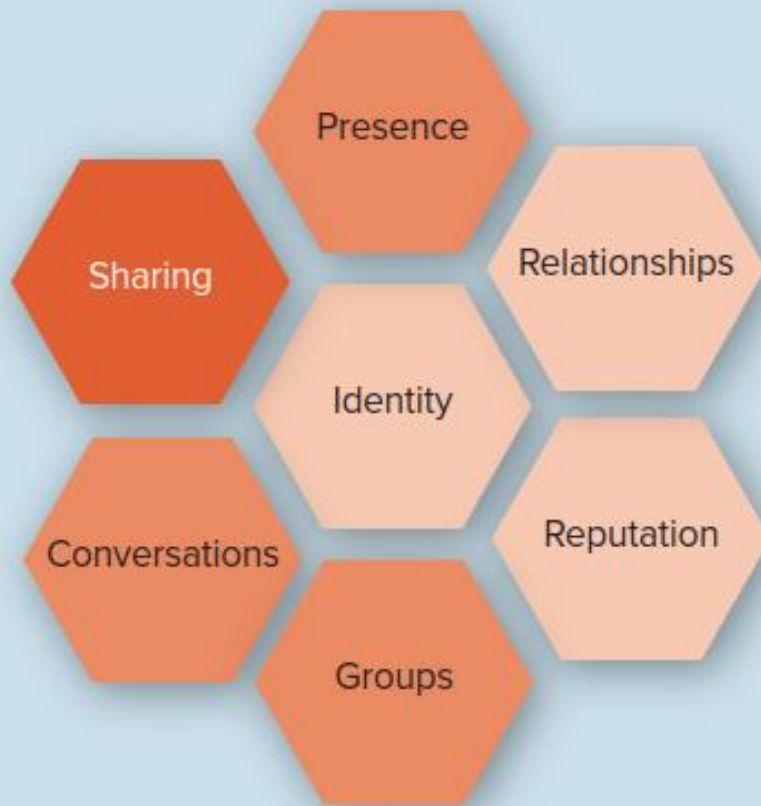 Presence
Sharing
Relationships
Identity
Conversations
Reputation
Groups